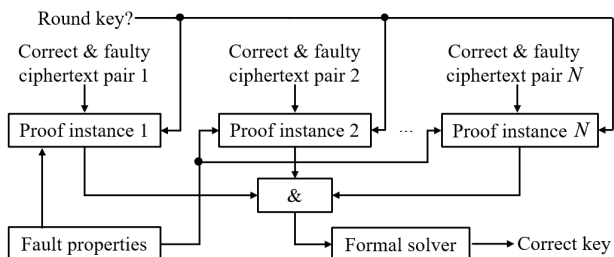 Round key?
Correct & faulty
ciphertext pair 1
Correct & faulty
ciphertext pair 2
Correct & faulty
ciphertext pair N
Proof instance 1
Proof instance 2
...
Proof instance N
&
Fault properties
Formal solver
Correct key